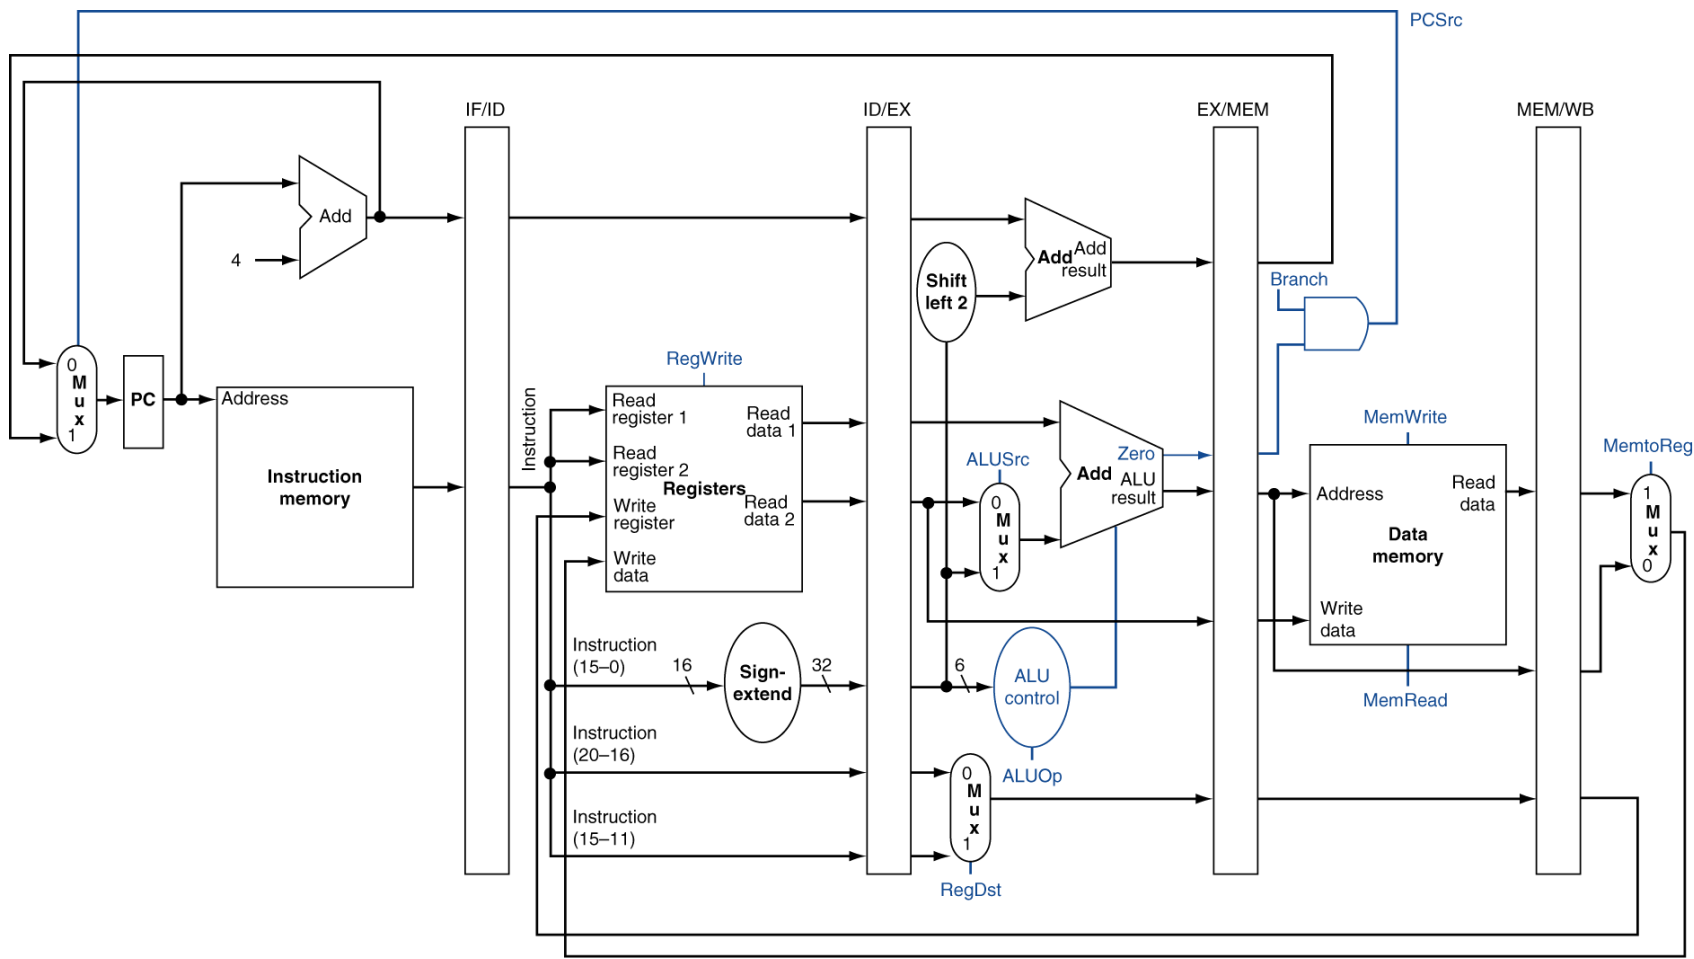 PCSrc
IF/ID
ID/EX
EX/MEM
MEM/WB
Add
4
Shift
left 2
Add
Add
result
Branch
0
M
u
x
1
PC
Address
Instruction
memory
Instruction
RegWrite
Read
register 1
Read
register 2
Write
register
Write
data
Registers
Read
data 1
Read
data 2
ALUSrc
0
M
u
x
1
Zero
Add
ALU
result
MemWrite
Address
Read
data
Data
memory
Write
data
MemRead
MemtoReg
1
M
u
x
0
Instruction
(15–0)
16
Sign-
extend
32
6
ALU
control
ALUOp
Instruction
(20–16)
Instruction
(15–11)
0
M
u
x
1
RegDst